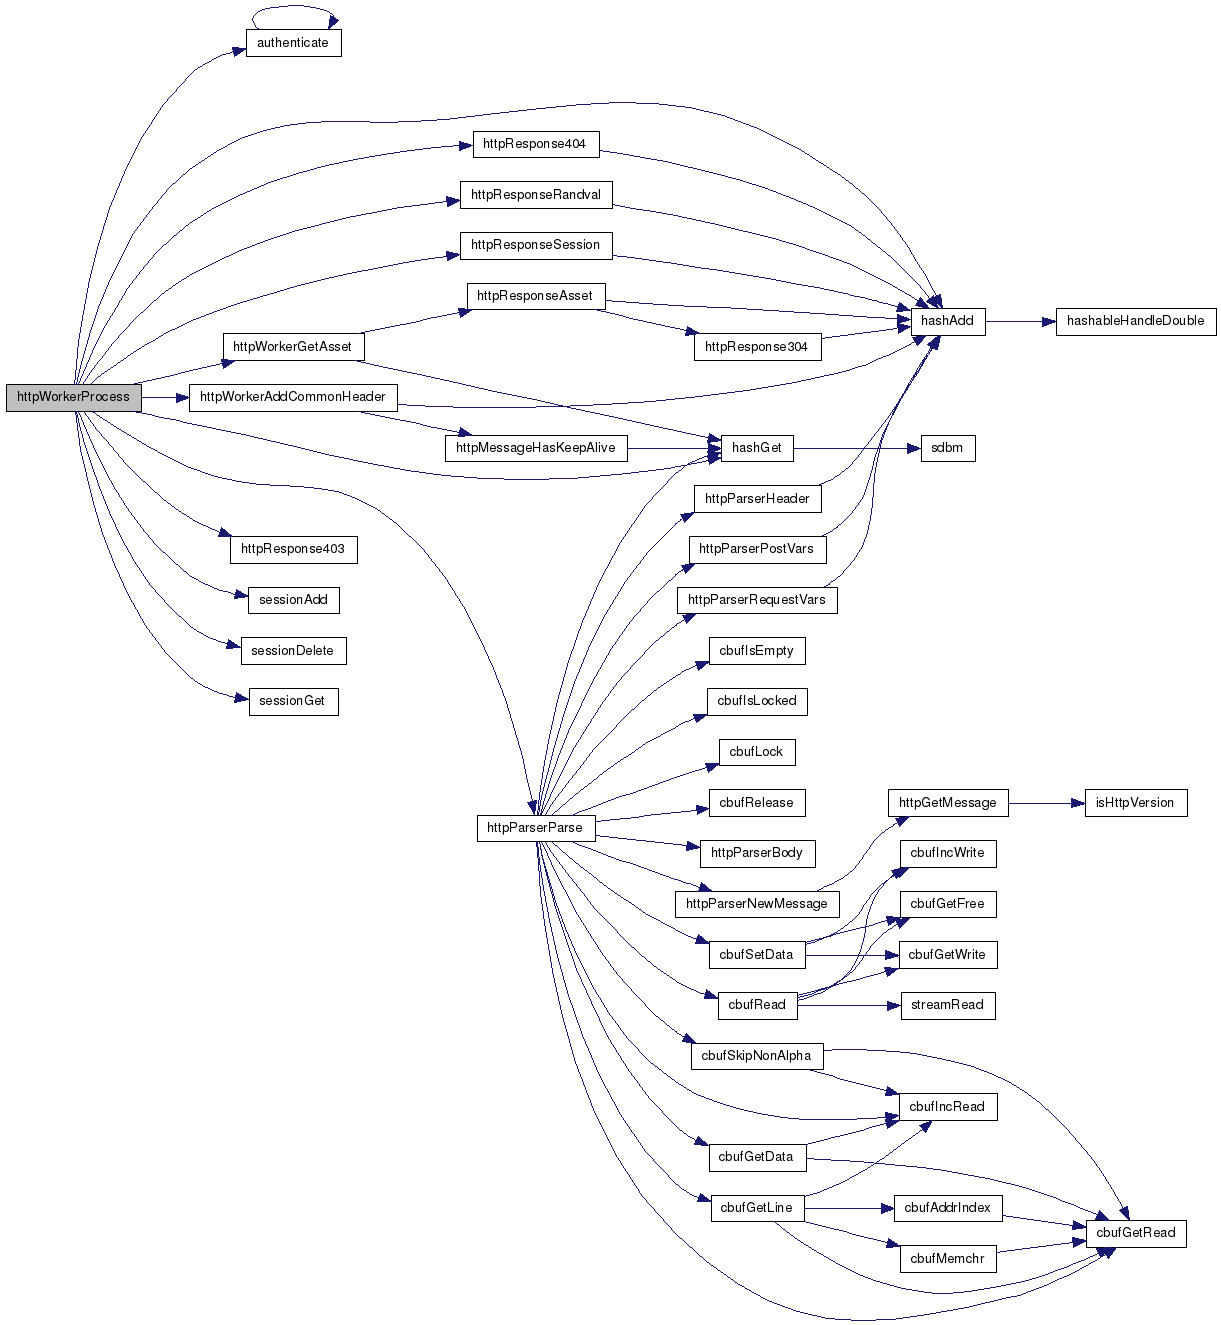 authenticate
httpResponse404
httpResponseRandval
httpResponseSession
httpResponseAsset
hashAdd
hashableHandleDouble
httpWorkerGetAsset
httpResponse304
httpWorkerProcess
httpWorkerAddCommonHeader
httpMessageHasKeepAlive
hashGet
sdbm
httpParserHeader
httpResponse403
httpParserPostVars
sessionAdd
httpParserRequestVars
sessionDelete
cbufIsEmpty
sessionGet
cbufIsLocked
cbufLock
cbufRelease
httpGetMessage
isHttpVersion
httpParserParse
httpParserBody
cbufIncWrite
httpParserNewMessage
cbufGetFree
cbufSetData
cbufGetWrite
cbufRead
streamRead
cbufSkipNonAlpha
cbufIncRead
cbufGetData
cbufGetLine
cbufAddrIndex
cbufGetRead
cbufMemchr